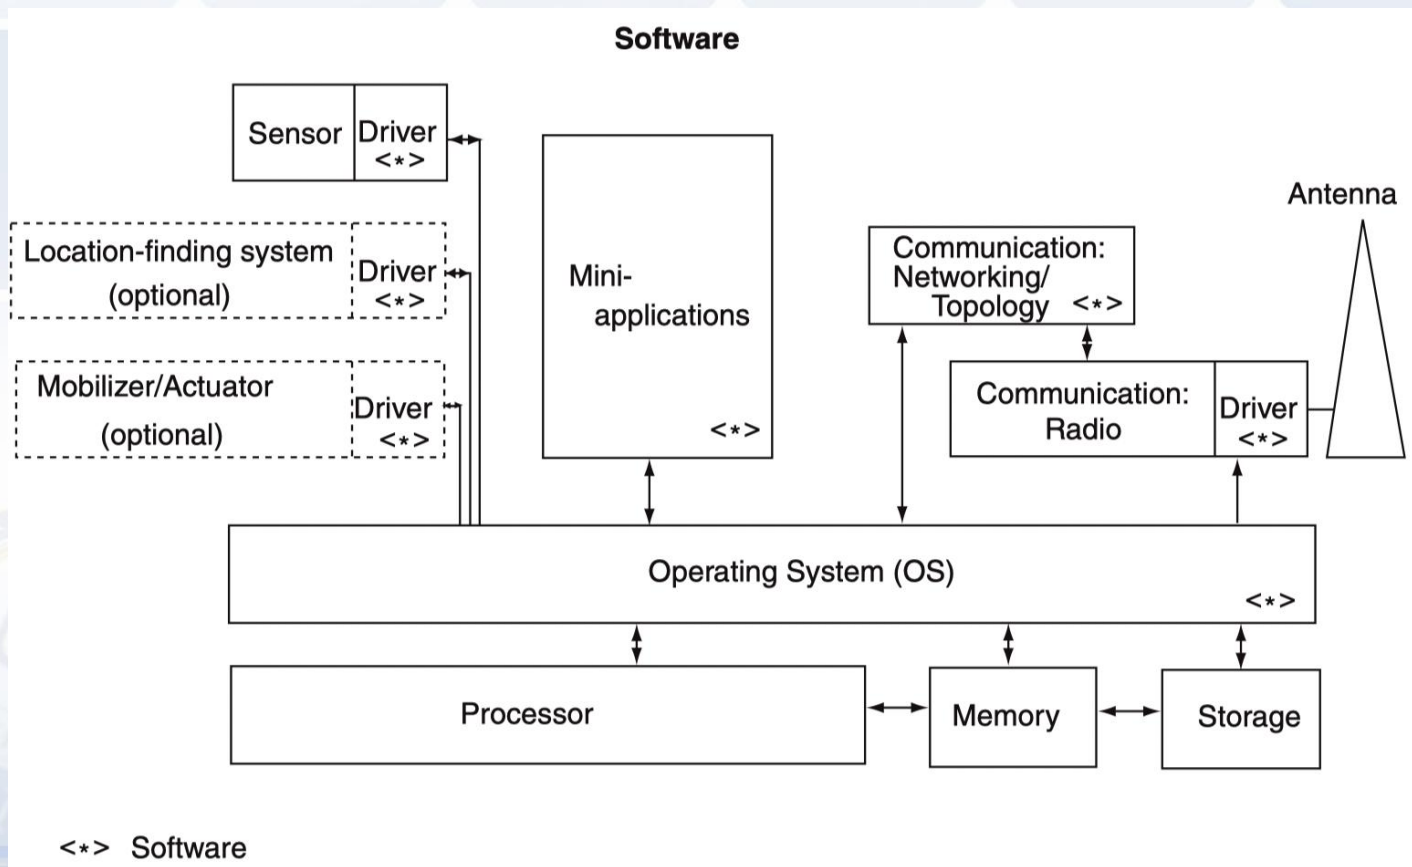 Software
Sensor
Driver
<*>
Location-finding system
(optional)
Driver
<*>
Mobilizer/Actuator
(optional)
Driver
<*>
Mini-
applications
<*>
Communication:
Networking/
Topology <*>
Communication:
Radio
Driver
<*>
Antenna
Operating System (OS)
<*>
Processor
Memory
Storage
<*> Software